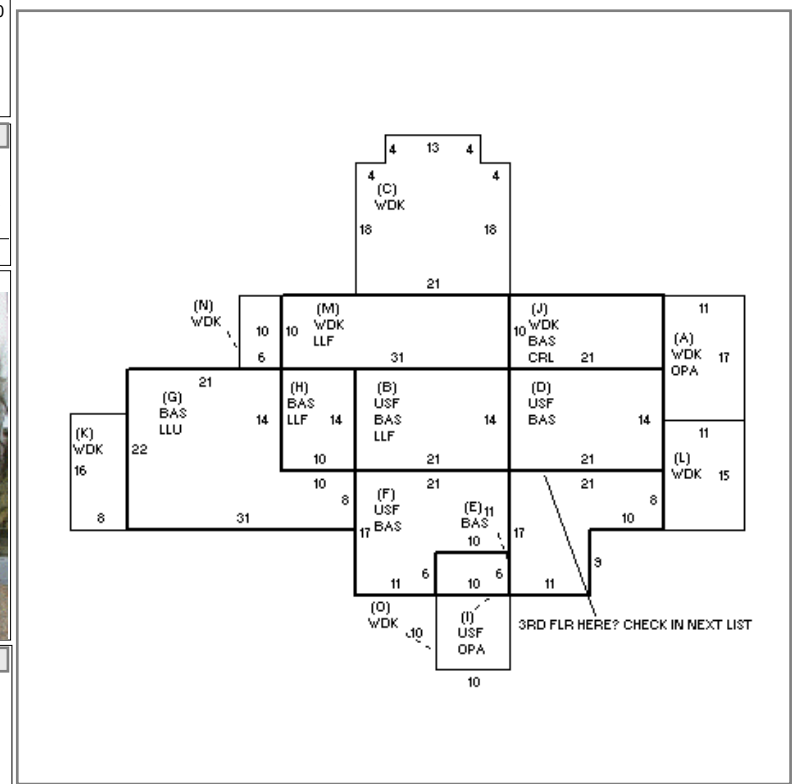 4 13 4
4 4
(C)
WDK
18 18
21
(N)
WDK
10
6
10
(M)
WDK
LLF
31
10
(J)
WDK
BAS
CRL 21
11
(A)
WDK 17
OPA
21
(G)
BAS
LLU
14
22
31
(H)
BAS
LLF
14
10
10
8
(B)
USF
BAS
LLF
14
21
(D)
USF
BAS
14
21
(K)
WDK
16
8
11
(L)
WDK 15
21
(F)
USF
BAS
17
11
(E) 11
BAS
10
6 6
10
21
17
8
10
9
11
(O)
WDK
10
(I)
USF
OPA
10
3RD FLR HERE? CHECK IN NEXT LIST